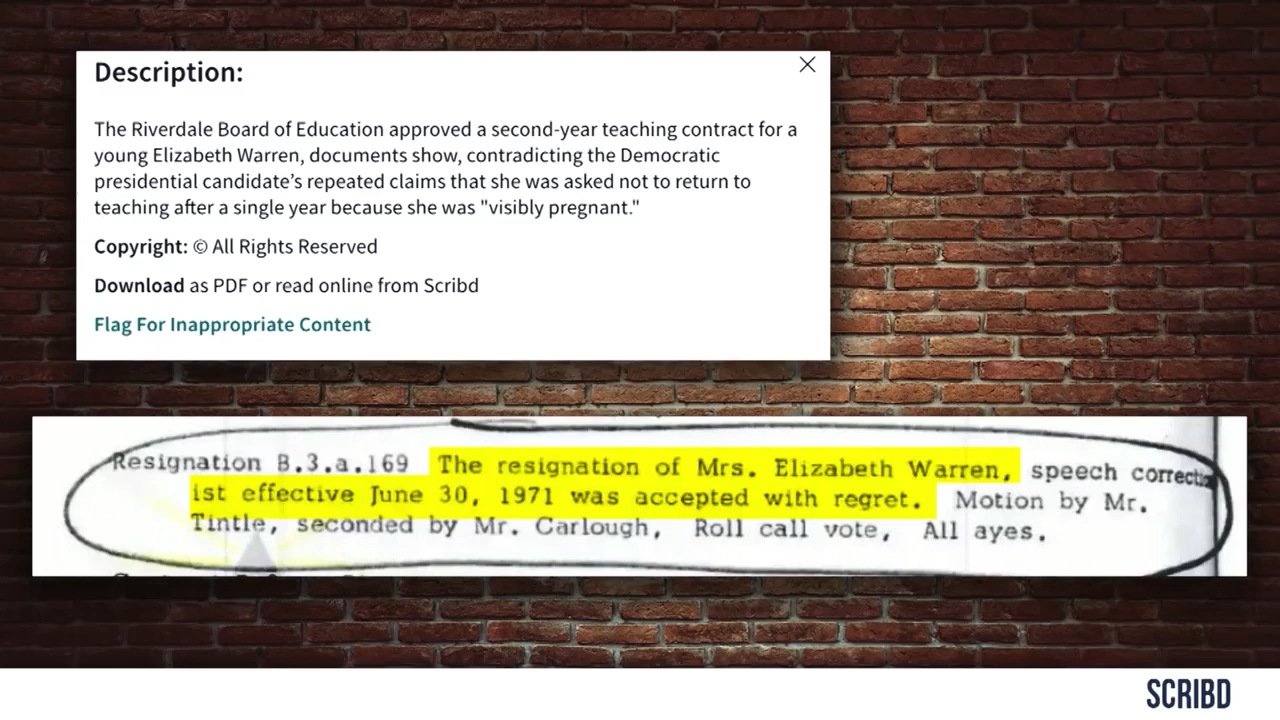 Description:
The Riverdale Board of Education approved a second-year teaching contract for a
young Elizabeth Warren, documents show, contradicting the Democratic
presidential candidate’s repeated claims that she was asked not to return to
teaching after a single year because she was "visibly pregnant."
Copyright: © All Rights Reserved
Download as PDF or read online from Scribd
Flag For Inappropriate Content
Resignation B.3.a.169 The resignation of Mrs. Elizabeth Warren, speech correction
ist effective June 30, 1971 was accepted with regret. Motion by Mr.
Tintle, seconded by Mr. Carlough, Roll call vote, All ayes.
SCRIBD